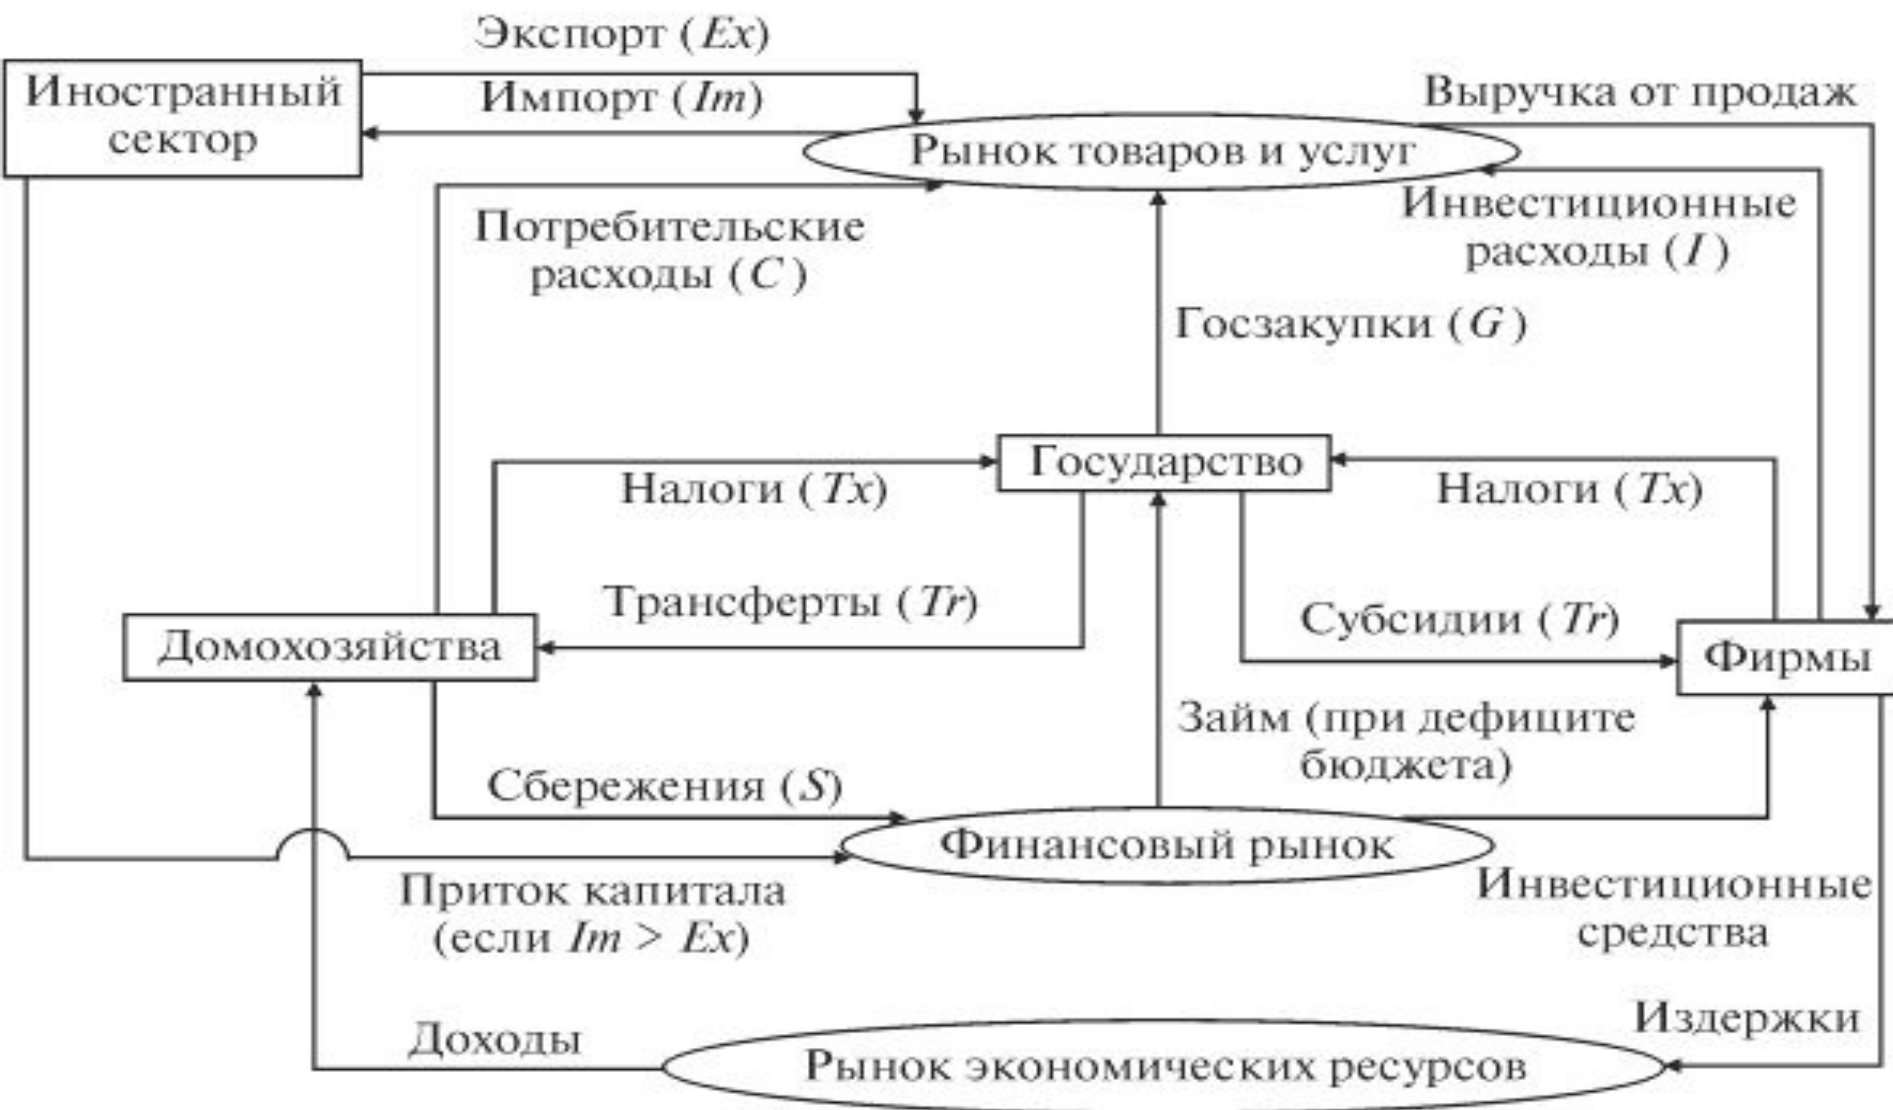 Экспорт (Ex)
Иностранный
сектор
Импорт (Im)
Выручка от продаж
Рынок товаров и услуг
Потребительские
расходы (C)
Инвестиционные
расходы (I)
Госзакупки (G)
Государство
Налоги (Tx)
Налоги (Tx)
Трансферты (Tr)
Субсидии (Tr)
Домохозяйства
Фирмы
Займ (при дефиците
бюджета)
Сбережения (S)
Финансовый рынок
Приток капитала
(если Im > Ex)
Инвестиционные
средства
Доходы
Издержки
Рынок экономических ресурсов